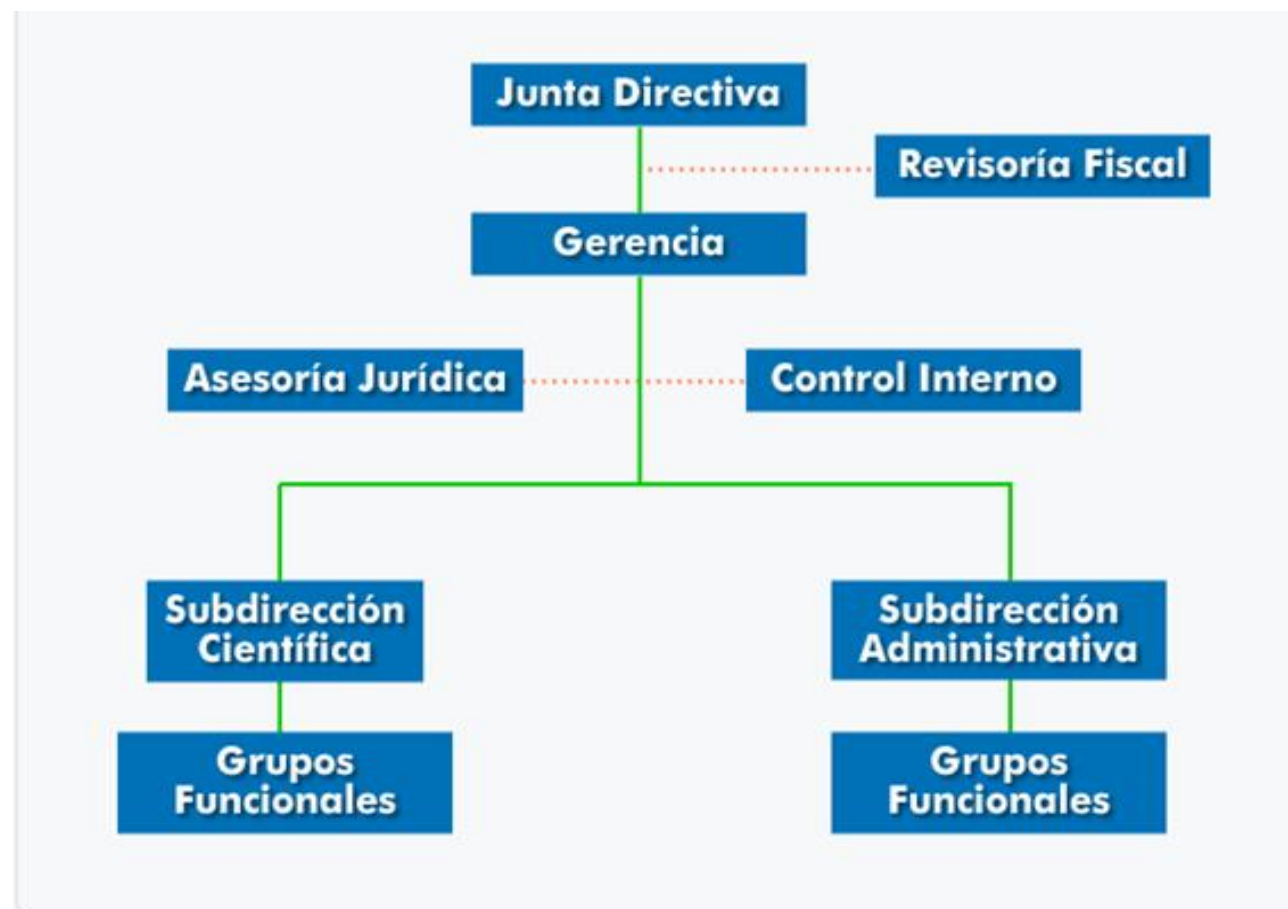 Junta Directiva
Revisoría Fiscal
Gerencia
Asesoría Jurídica
Control Interno
Subdirección
Científica
Subdirección
Administrativa
Grupos
Funcionales
Grupos
Funcionales